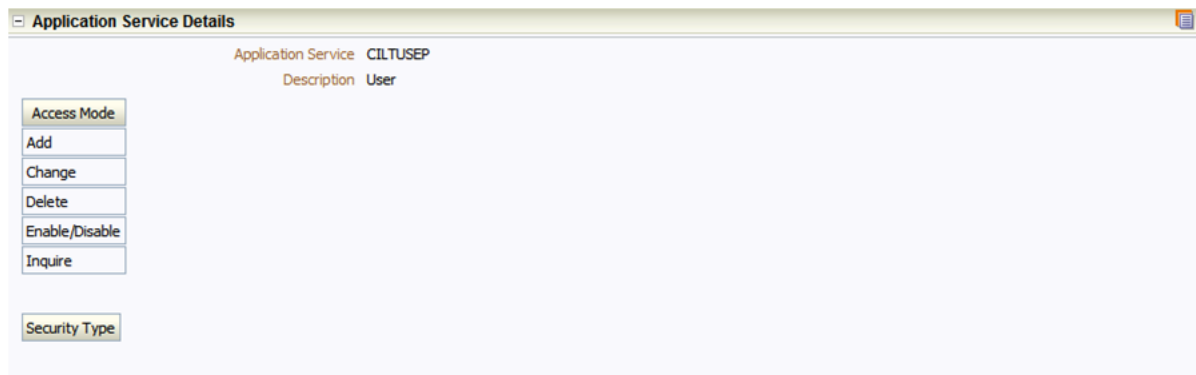 Application Service Details
Application Service CILTUSEP
Description User
Access Mode
Add
Change
Delete
Enable/Disable
Inquire
Security Type